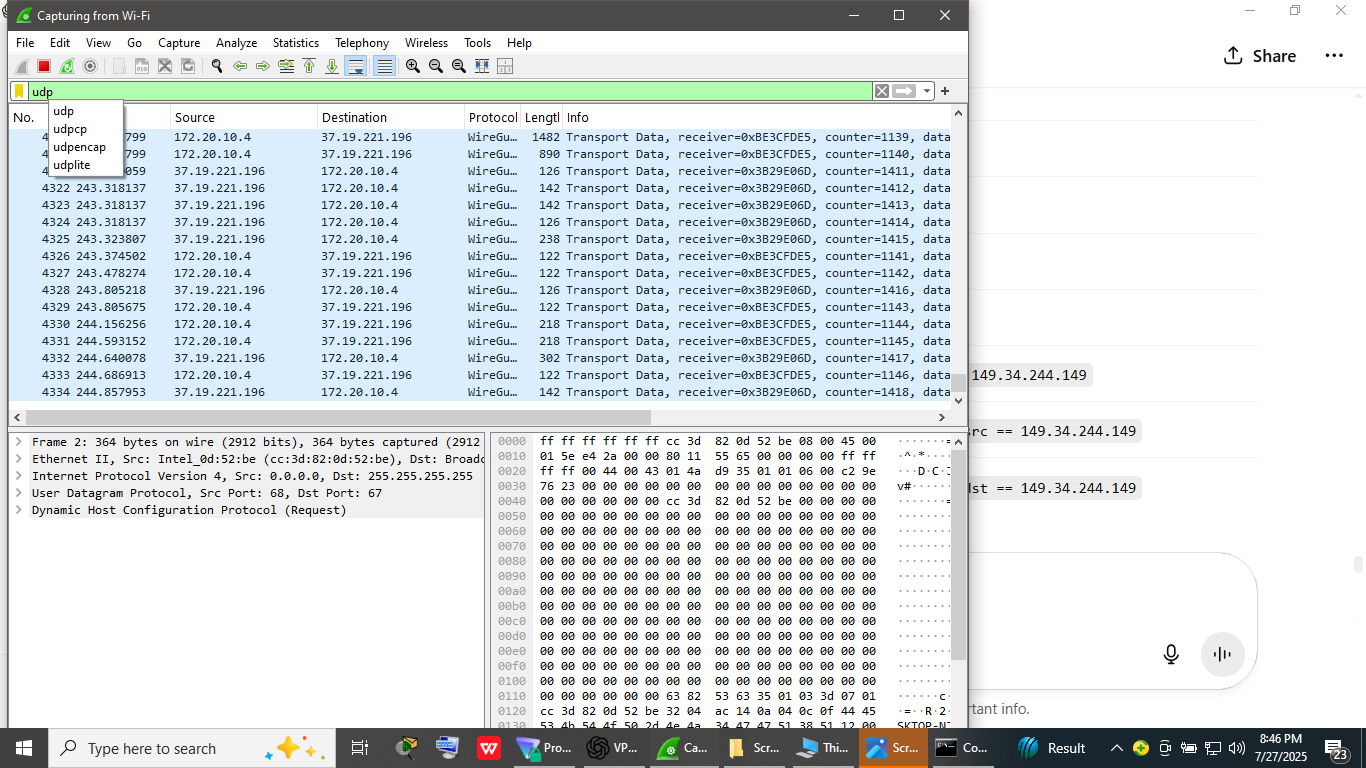 Capturing from Wi-Fi
File Edit View Go Capture Analyze Statistics Telephony Wireless Tools Help
Share
udp
udp
udpcp
udpencap
udplite
No. Source Destination Protocol Lengtl Info
4 799 172.20.10.4 37.19.221.196 WireGu… 1482 Transport Data, receiver=0xBE3CFDE5, counter=1139, data
4 799 172.20.10.4 37.19.221.196 WireGu… 890 Transport Data, receiver=0xBE3CFDE5, counter=1140, data
4 059 37.19.221.196 172.20.10.4 WireGu… 126 Transport Data, receiver=0x3B29E06D, counter=1411, data
4322 243.318137 37.19.221.196 172.20.10.4 WireGu… 142 Transport Data, receiver=0x3B29E06D, counter=1412, data
4323 243.318137 37.19.221.196 172.20.10.4 WireGu… 142 Transport Data, receiver=0x3B29E06D, counter=1413, data
4324 243.318137 37.19.221.196 172.20.10.4 WireGu… 126 Transport Data, receiver=0x3B29E06D, counter=1414, data
4325 243.323807 37.19.221.196 172.20.10.4 WireGu… 238 Transport Data, receiver=0x3B29E06D, counter=1415, data
4326 243.374502 172.20.10.4 37.19.221.196 WireGu… 122 Transport Data, receiver=0xBE3CFDE5, counter=1141, data
4327 243.478274 172.20.10.4 37.19.221.196 WireGu… 122 Transport Data, receiver=0xBE3CFDE5, counter=1142, data
4328 243.805218 37.19.221.196 172.20.10.4 WireGu… 126 Transport Data, receiver=0x3B29E06D, counter=1416, data
4329 243.805675 172.20.10.4 37.19.221.196 WireGu… 122 Transport Data, receiver=0xBE3CFDE5, counter=1143, data
4330 244.156256 172.20.10.4 37.19.221.196 WireGu… 218 Transport Data, receiver=0xBE3CFDE5, counter=1144, data
4331 244.593152 172.20.10.4 37.19.221.196 WireGu… 218 Transport Data, receiver=0xBE3CFDE5, counter=1145, data
4332 244.640078 37.19.221.196 172.20.10.4 WireGu… 302 Transport Data, receiver=0x3B29E06D, counter=1417, data
4333 244.686913 172.20.10.4 37.19.221.196 WireGu… 122 Transport Data, receiver=0xBE3CFDE5, counter=1146, data
4334 244.857953 37.19.221.196 172.20.10.4 WireGu… 142 Transport Data, receiver=0x3B29E06D, counter=1418, data
149.34.244.149
src == 149.34.244.149
dst == 149.34.244.149
Frame 2: 364 bytes on wire (2912 bits), 364 bytes captured (2912
Ethernet II, Src: Intel_0d:52:be (cc:3d:82:0d:52:be), Dst: Broadc
Internet Protocol Version 4, Src: 0.0.0.0, Dst: 255.255.255.255
User Datagram Protocol, Src Port: 68, Dst Port: 67
Dynamic Host Configuration Protocol (Request)
0000 ff ff ff ff ff ff cc 3d 82 0d 52 be 08 00 45 00 ·······=
0010 01 5e e4 2a 00 00 80 11 55 65 00 00 00 00 ff ff ·^·*····
0020 ff ff 00 44 00 43 01 4a d9 35 01 01 06 00 c2 9e ···D·C·J
0030 76 23 00 00 00 00 00 00 00 00 00 00 00 00 00 00 v#······
0040 00 00 00 00 00 00 cc 3d 82 0d 52 be 00 00 00 00 ·······=
0050 00 00 00 00 00 00 00 00 00 00 00 00 00 00 00 00 ········
0060 00 00 00 00 00 00 00 00 00 00 00 00 00 00 00 00 ········
0070 00 00 00 00 00 00 00 00 00 00 00 00 00 00 00 00 ········
0080 00 00 00 00 00 00 00 00 00 00 00 00 00 00 00 00 ········
0090 00 00 00 00 00 00 00 00 00 00 00 00 00 00 00 00 ········
00a0 00 00 00 00 00 00 00 00 00 00 00 00 00 00 00 00 ········
00b0 00 00 00 00 00 00 00 00 00 00 00 00 00 00 00 00 ········
00c0 00 00 00 00 00 00 00 00 00 00 00 00 00 00 00 00 ········
00d0 00 00 00 00 00 00 00 00 00 00 00 00 00 00 00 00 ········
00e0 00 00 00 00 00 00 00 00 00 00 00 00 00 00 00 00 ········
00f0 00 00 00 00 00 00 00 00 00 00 00 00 00 00 00 00 ········
0100 00 00 00 00 00 00 00 00 00 00 00 00 00 00 00 00 ········
0110 00 00 00 00 00 00 63 82 53 63 35 01 03 3d 07 01 ······c·
0120 cc 3d 82 0d 52 be 32 04 ac 14 0a 04 0c 0f 44 45 ·=··R·2·
0130 53 4b 54 4f 50 2d 4e 4a 34 47 47 51 38 51 12 00 SKTOP-NJ
rtant info.
Type here to search
Pro... VP... Ca... Scr... Thi... Scr... Co... Result
8:46 PM
7/27/2025
23